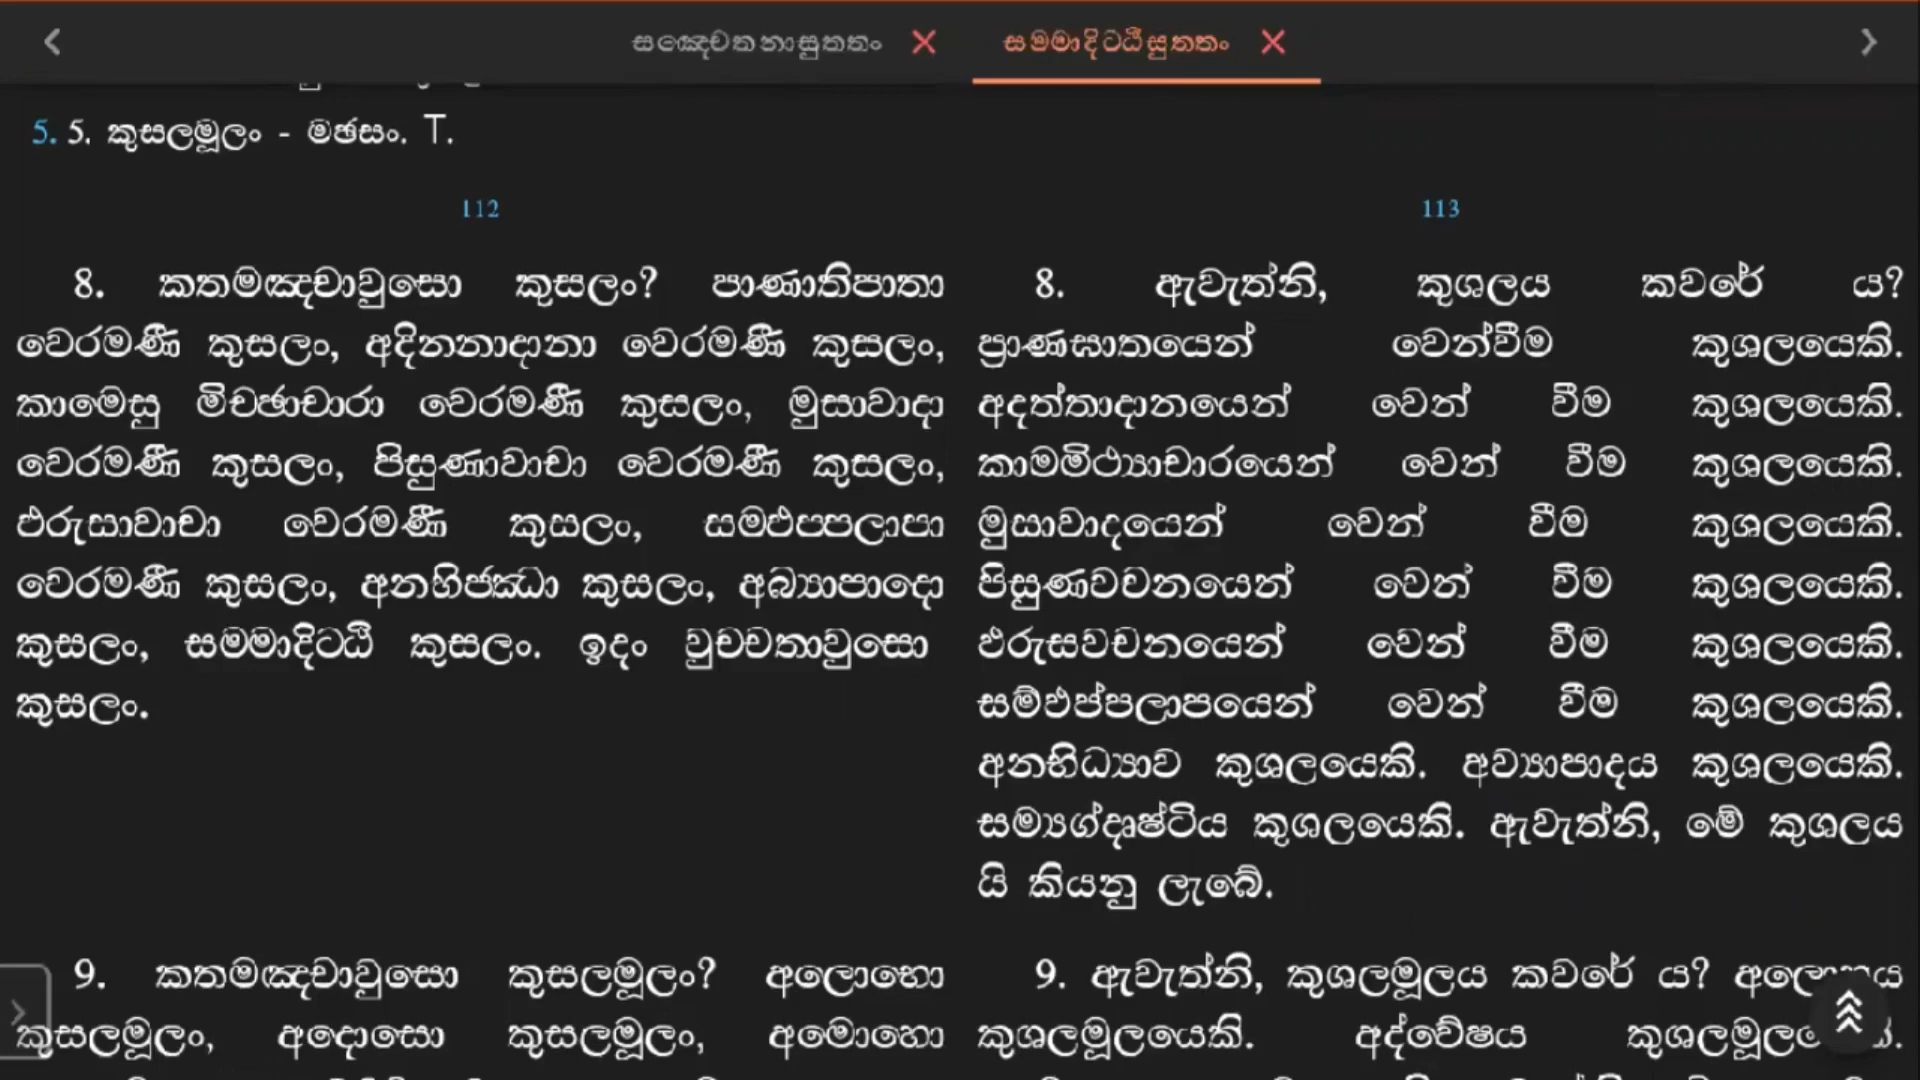 සඤ්චෙතනාසුත්තං
සම්මාදිට්ඨිසුත්තං
5. 5. කුසලමූලං - මඡසං. T.
112
8. කතමඤ්චාවුසො කුසලං? පාණාතිපාතා
වෙරමණී කුසලං, අදින්නාදානා වෙරමණී කුසලං,
කාමෙසු මිච්ඡාචාරා වෙරමණී කුසලං, මුසාවාදා
වෙරමණී කුසලං, පිසුණාවාචා වෙරමණී කුසලං,
ඵරුසාවාචා වෙරමණී කුසලං, සම්ඵප්පලාපා
වෙරමණී කුසලං, අනභිජ්ඣා කුසලං, අබ්‍යාපාදො
කුසලං, සම්මාදිට්ඨි කුසලං. ඉදං වුච්චතාවුසො
කුසලං.
9. කතමඤ්චාවුසො කුසලමූලං? අලොභො
කුසලමූලං, අදොසො කුසලමූලං, අමොහො
113
8. ඇවැත්නි, කුශලය කවරේ ය?
ප්‍රාණඝාතයෙන් වෙන්වීම කුශලයෙකි.
අදත්තාදානයෙන් වෙන් වීම කුශලයෙකි.
කාමමිථ්‍යාචාරයෙන් වෙන් වීම කුශලයෙකි.
මුසාවාදයෙන් වෙන් වීම කුශලයෙකි.
පිසුණවචනයෙන් වෙන් වීම කුශලයෙකි.
ඵරුසවචනයෙන් වෙන් වීම කුශලයෙකි.
සම්ඵප්පලාපයෙන් වෙන් වීම කුශලයෙකි.
අනභිධ්‍යාව කුශලයෙකි. අව්‍යාපාදය කුශලයෙකි.
සම්‍යග්දෘෂ්ටිය කුශලයෙකි. ඇවැත්නි, මේ කුශලය
යි කියනු ලැබේ.
9. ඇවැත්නි, කුශලමූලය කවරේ ය?
කුශලමූලයෙකි. අද්වේෂය